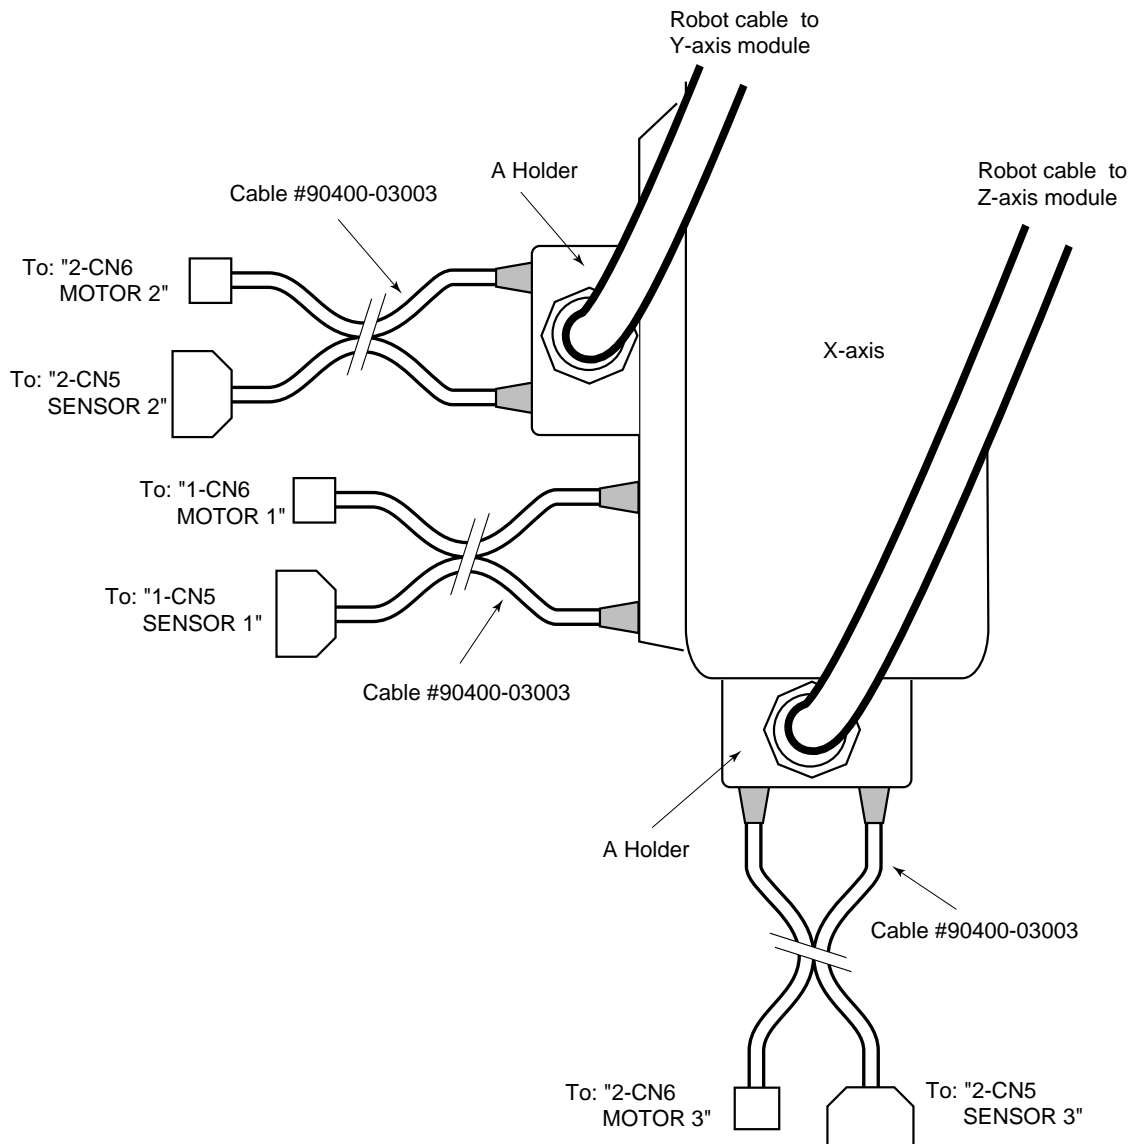 Robot cable to
Y-axis module
A Holder
Robot cable to
Z-axis module
Cable #90400-03003
To: "2-CN6
MOTOR 2"
X-axis
To: "2-CN5
SENSOR 2"
To: "1-CN6
MOTOR 1"
To: "1-CN5
SENSOR 1"
Cable #90400-03003
A Holder
Cable #90400-03003
To: "2-CN6
MOTOR 3"
To: "2-CN5
SENSOR 3"